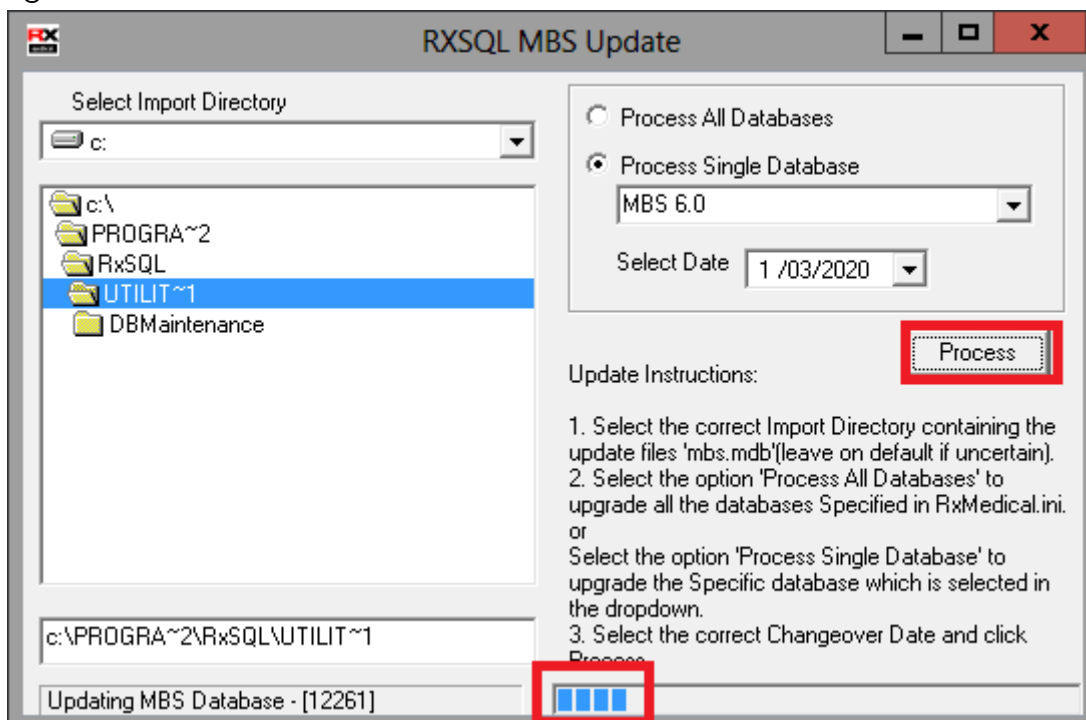 RX
RXSQL MBS Update
Select Import Directory
c:
c:\
PROGRA~2
RxSQL
UTILIT~1
DBMaintenance
c:\PROGRA~2\RxSQL\UTILIT~1
Updating MBS Database - [12261]
Process All Databases
Process Single Database
MBS 6.0
Select Date 1 /03/2020
Process
Update Instructions:
1. Select the correct Import Directory containing the
update files 'mbs.mdb'(leave on default if uncertain).
2. Select the option 'Process All Databases' to
upgrade all the databases Specified in RxMedical.ini.
or
Select the option 'Process Single Database' to
upgrade the Specific database which is selected in
the dropdown.
3. Select the correct Changeover Date and click
Process